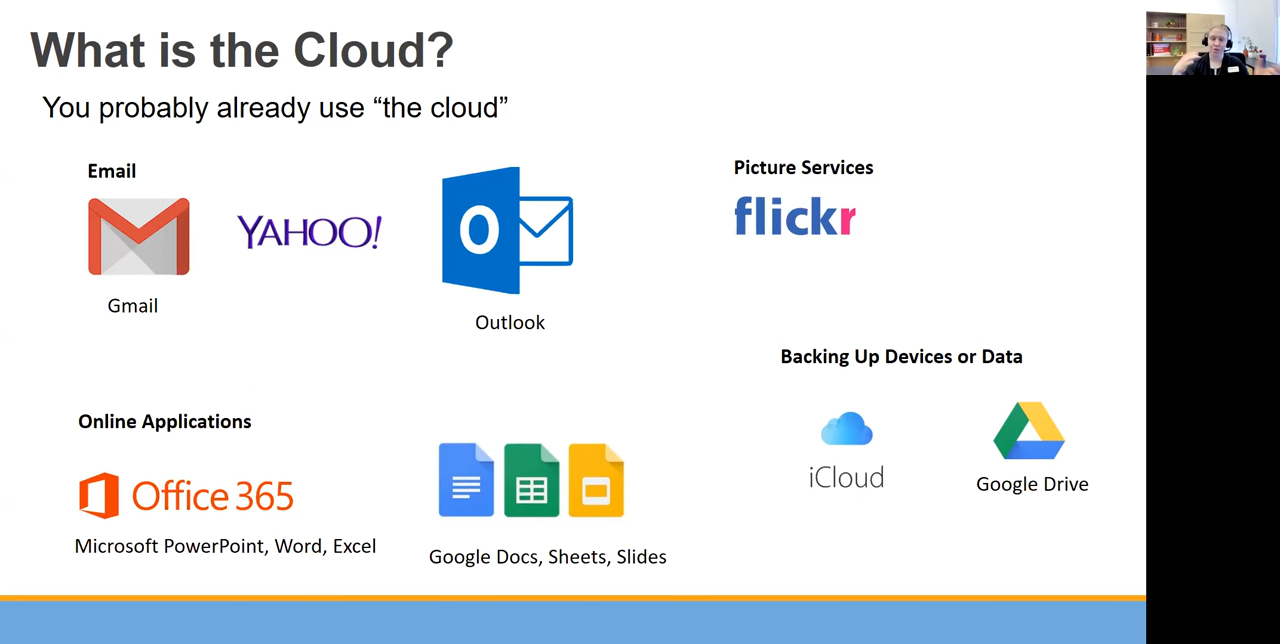 What is the Cloud?
You probably already use “the cloud”
Email
Gmail
YAHOO!
O
Outlook
Picture Services
flickr
Backing Up Devices or Data
iCloud
Google Drive
Online Applications
Office 365
Microsoft PowerPoint, Word, Excel
Google Docs, Sheets, Slides